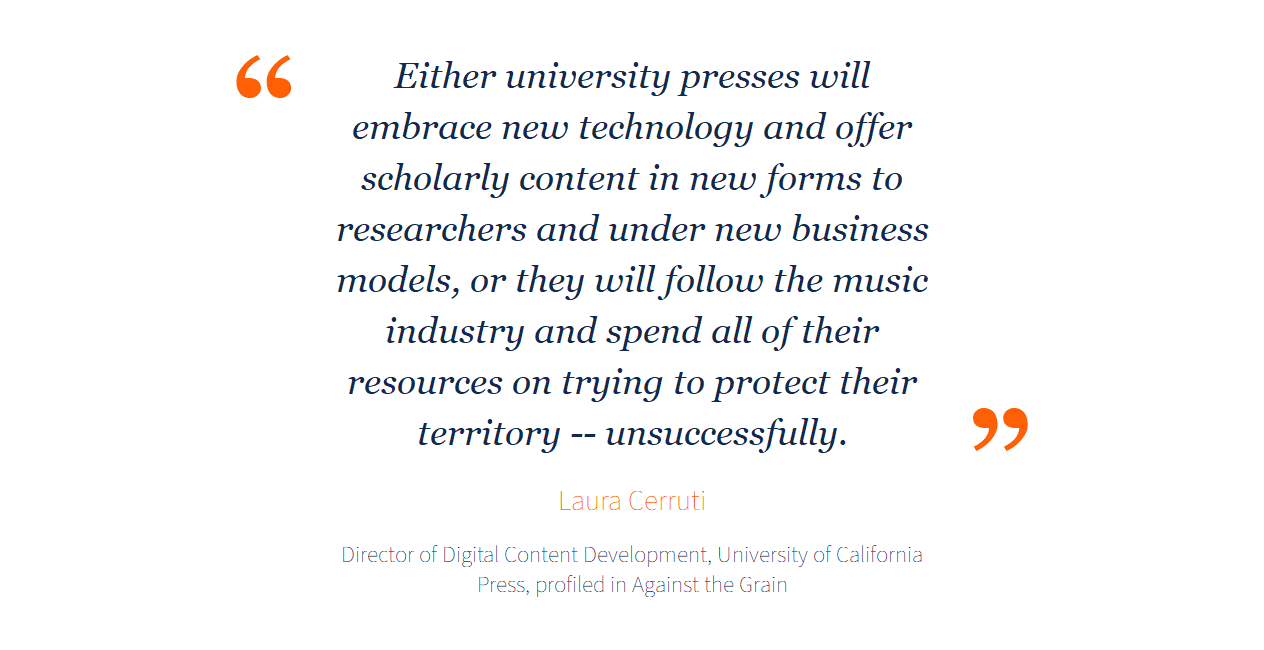 “ Either university presses will
embrace new technology and offer
scholarly content in new forms to
researchers and under new business
models, or they will follow the music
industry and spend all of their
resources on trying to protect their
territory -- unsuccessfully. ”
Laura Cerruti
Director of Digital Content Development, University of California
Press, profiled in Against the Grain